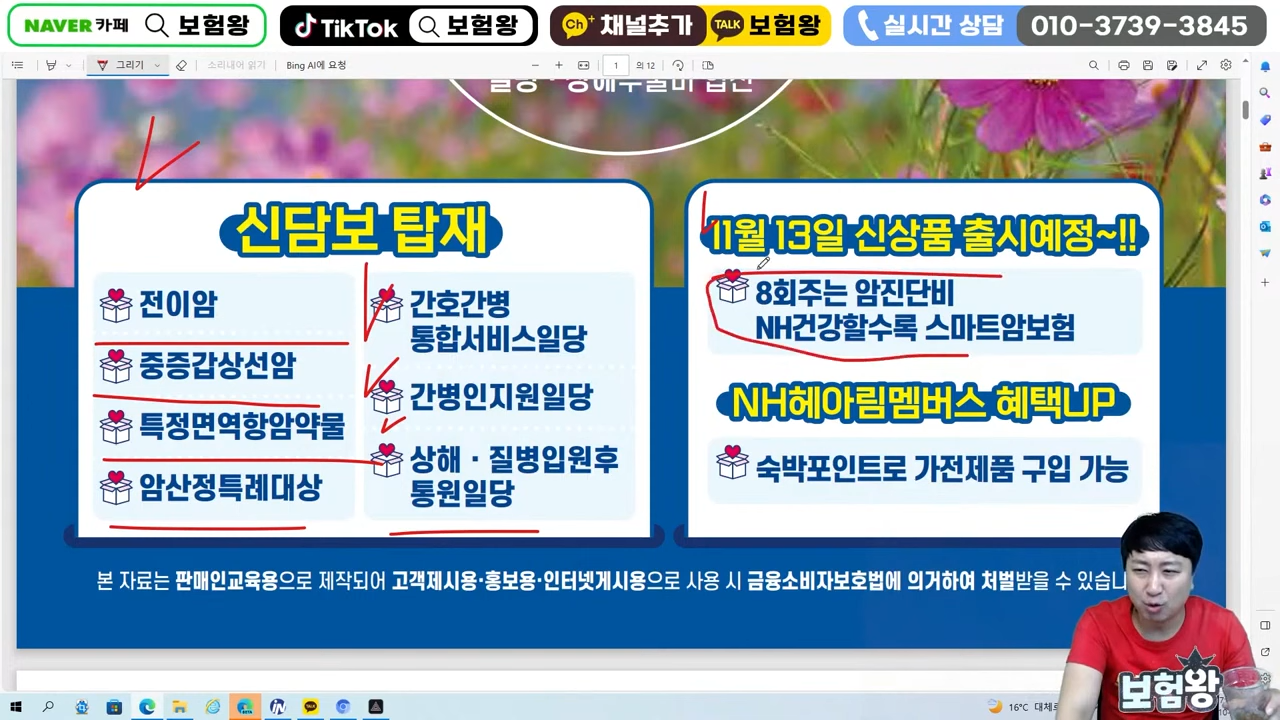 NAVER 카페 보험왕
TikTok 보험왕
Ch+ 채널추가 TALK 보험왕
실시간 상담 010-3739-3845
그리기 소리내어 읽기 Bing AI에 요청
1 의 12
신담보 탑재
전이암
중증갑상선암
특정면역항암약물
암산정특례대상
간호간병
통합서비스일당
간병인지원일당
상해·질병입원후
통원일당
11월 13일 신상품 출시예정~!!
8회주는 암진단비
NH건강할수록 스마트암보험
NH헤아림멤버스 혜택UP
숙박포인트로 가전제품 구입 가능
본 자료는 판매인교육용으로 제작되어 고객제시용·홍보용·인터넷게시용으로 사용 시 금융소비자보호법에 의거하여 처벌받을 수 있습니
보험왕
16°C 대체로